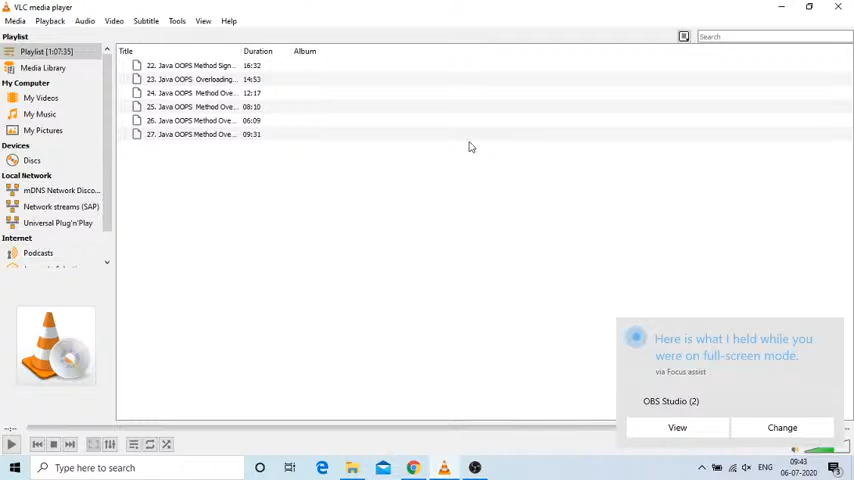 VLC media player
Media Playback Audio Video Subtitle Tools View Help
Playlist
Search
Playlist [1:07:35]
Title Duration Album
Media Library
22. Java OOPS Method Sign... 16:32
My Computer
23. Java OOPS Overloading... 14:53
My Videos
24. Java OOPS Method Ove... 12:17
25. Java OOPS Method Ove... 08:10
My Music
26. Java OOPS Method Ove... 06:09
My Pictures
27. Java OOPS Method Ove... 09:31
Devices
Discs
Local Network
mDNS Network Disco...
Network streams (SAP)
Universal Plug'n'Play
Internet
Podcasts
Here is what I held while you
were on full-screen mode.
via Focus assist
OBS Studio (2)
View Change
--:--
Type here to search
ENG
09:43
06-07-2020
3